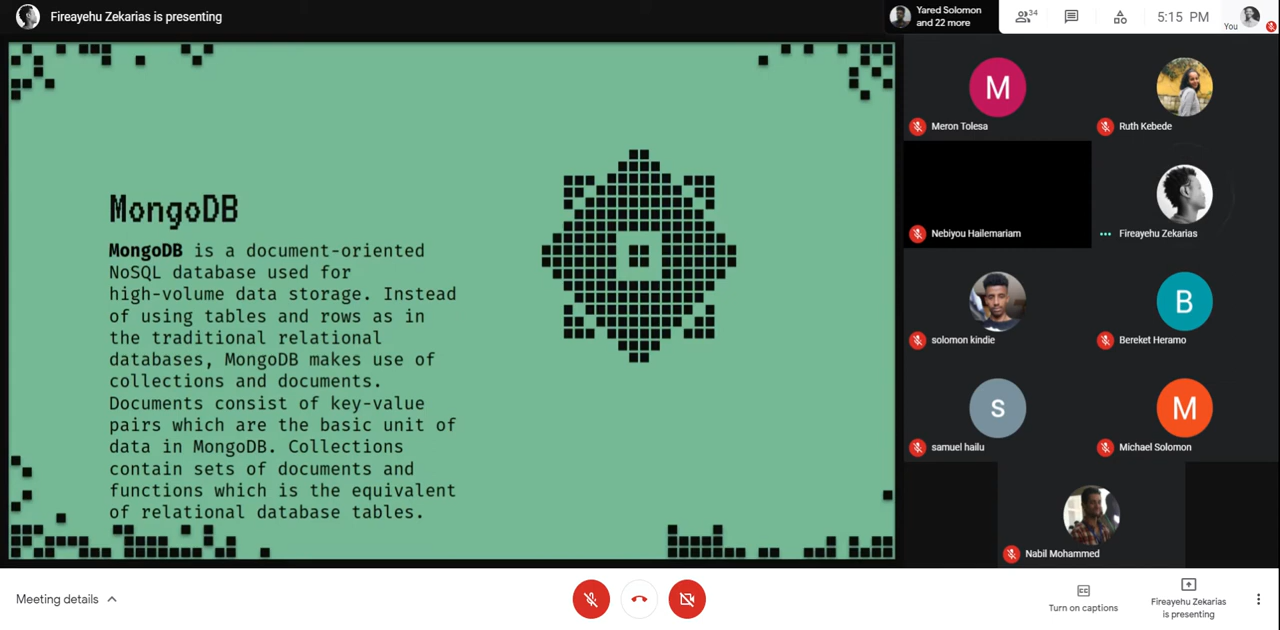 Fireayehu Zekarias is presenting
Yared Solomon
and 22 more
34
5:15 PM
You
MongoDB
MongoDB is a document-oriented
NoSQL database used for
high-volume data storage. Instead
of using tables and rows as in
the traditional relational
databases, MongoDB makes use of
collections and documents.
Documents consist of key-value
pairs which are the basic unit of
data in MongoDB. Collections
contain sets of documents and
functions which is the equivalent
of relational database tables.
M
Meron Tolesa
Ruth Kebede
Nebiyou Hailemariam
Fireayehu Zekarias
solomon kindie
B
Bereket Heramo
s
samuel hailu
M
Michael Solomon
Nabil Mohammed
Meeting details
CC
Turn on captions
Fireayehu Zekarias
is presenting